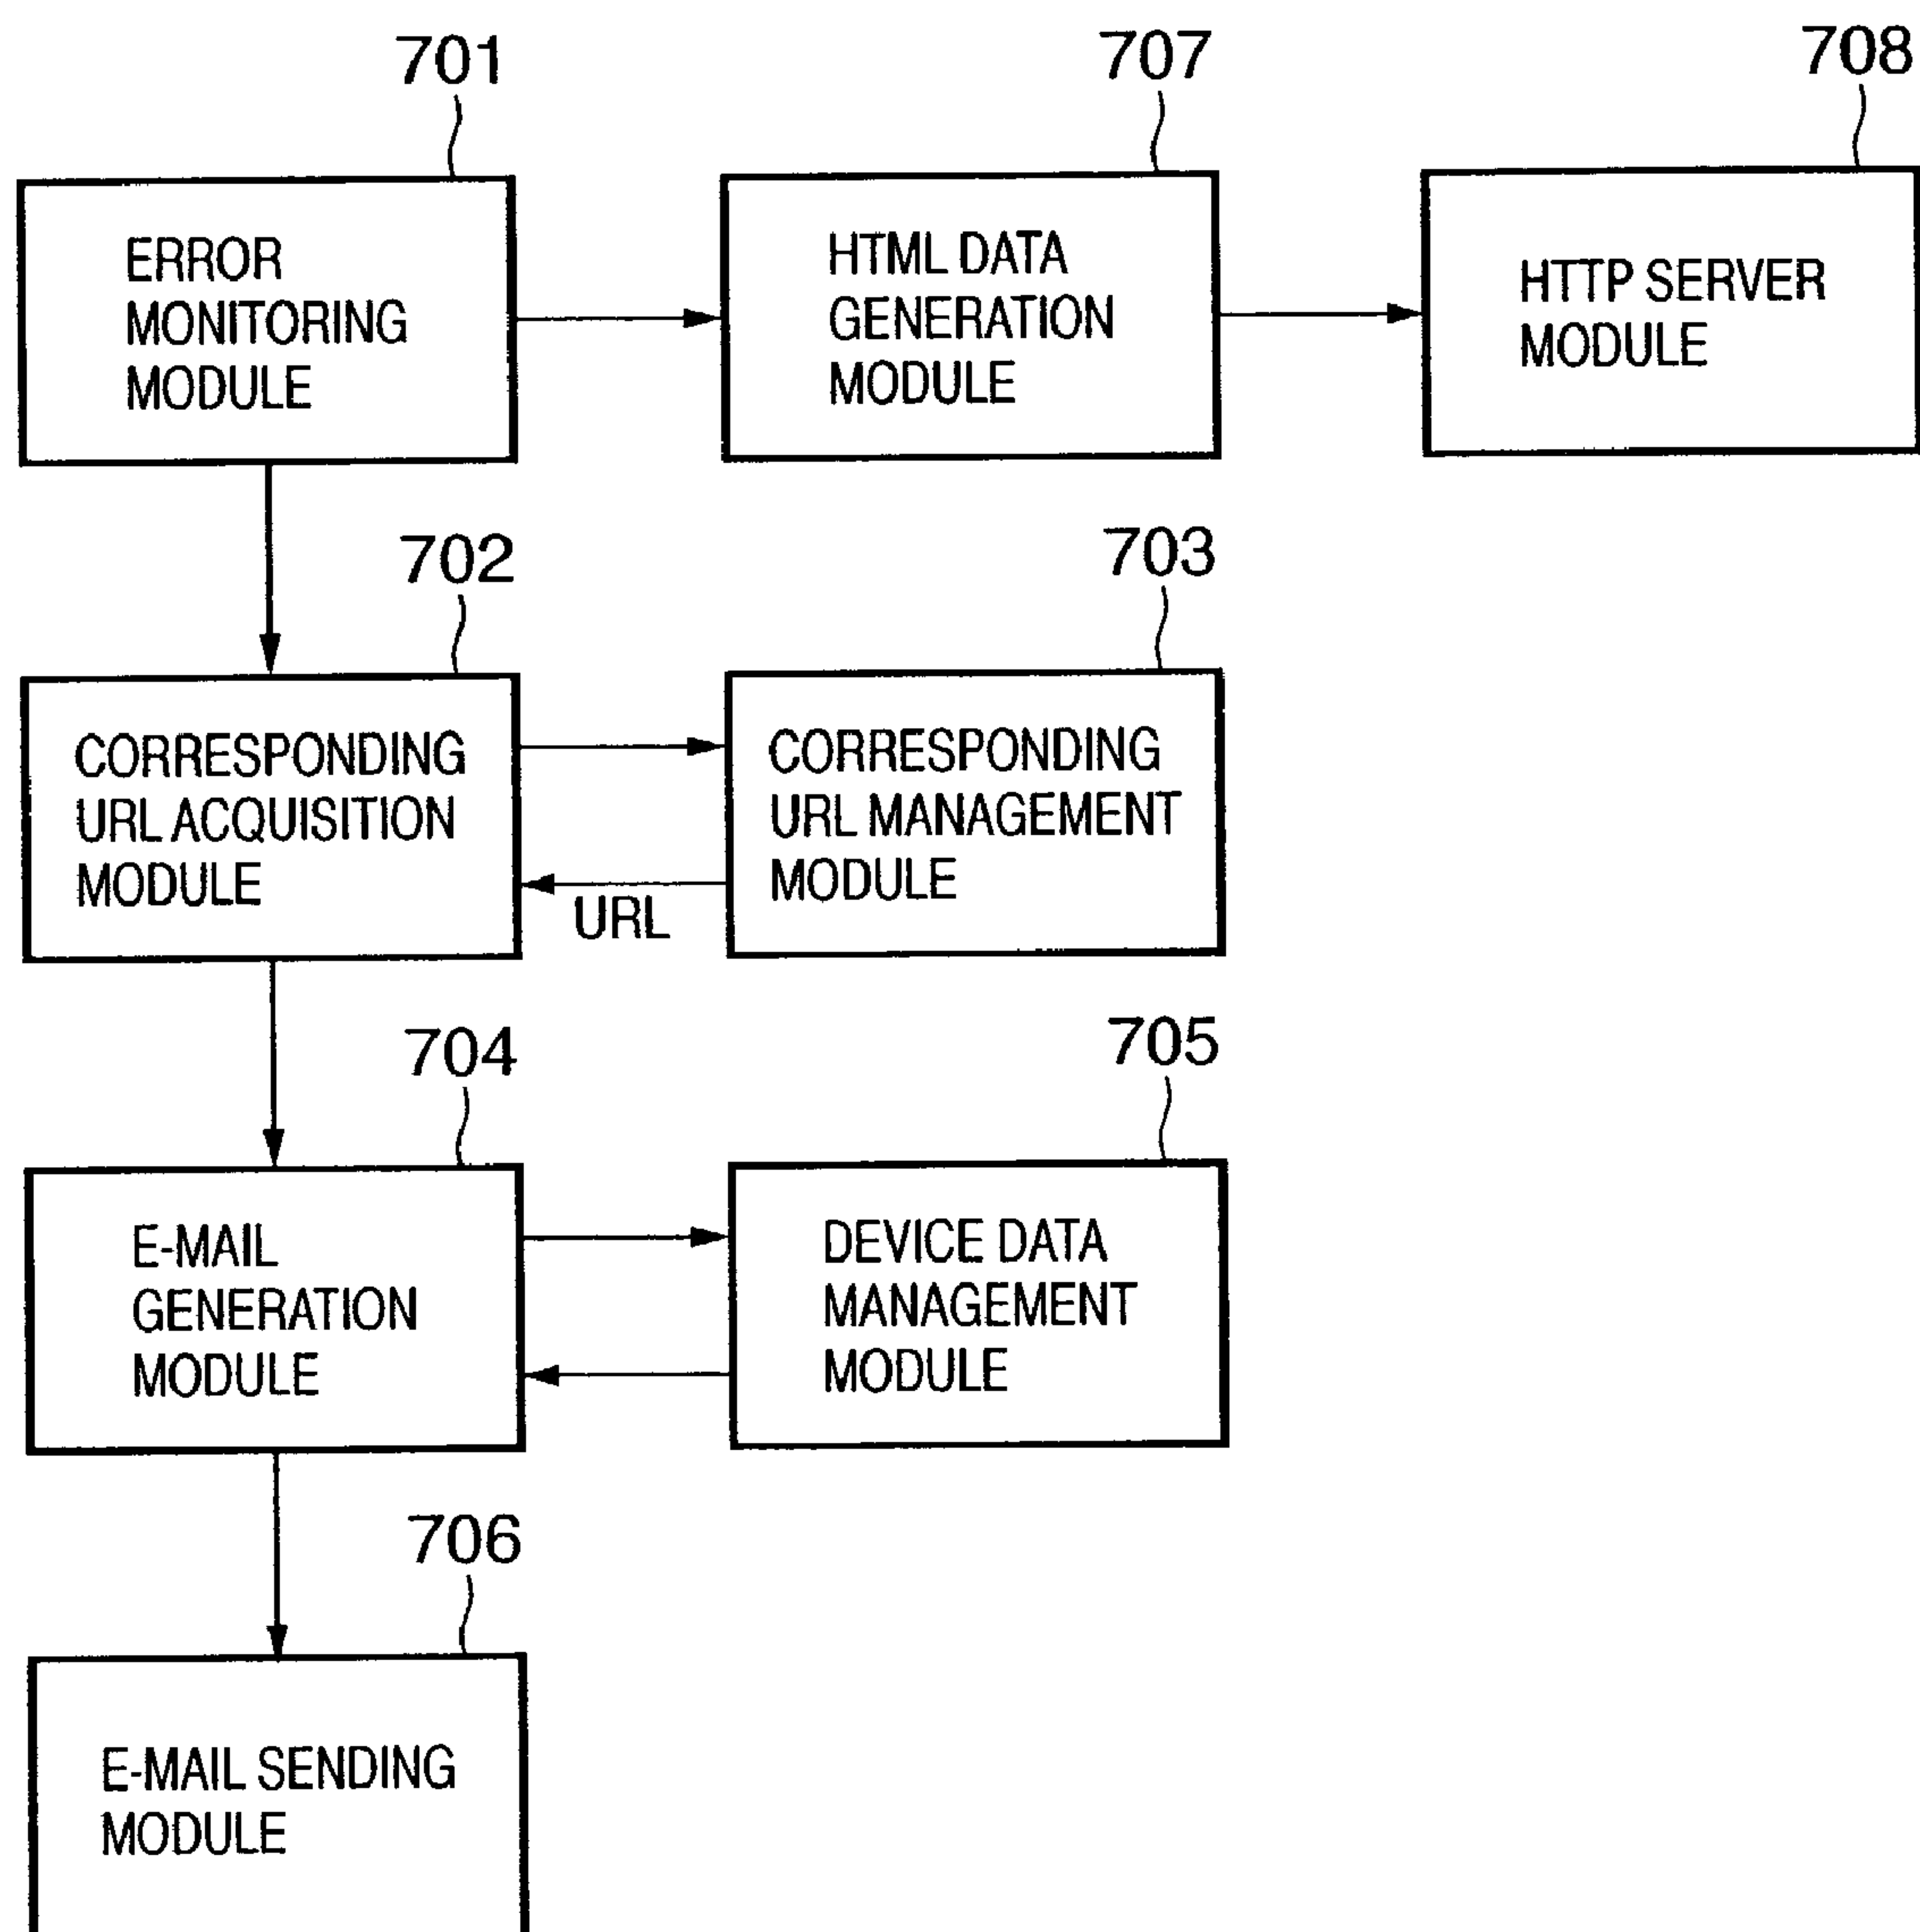 701
707
708
ERROR
MONITORING
MODULE
HTML DATA
GENERATION
MODULE
HTTP SERVER
MODULE
702
703
CORRESPONDING
URL ACQUISITION
MODULE
CORRESPONDING
URL MANAGEMENT
MODULE
URL
704
705
E-MAIL
GENERATION
MODULE
DEVICE DATA
MANAGEMENT
MODULE
706
E-MAIL SENDING
MODULE